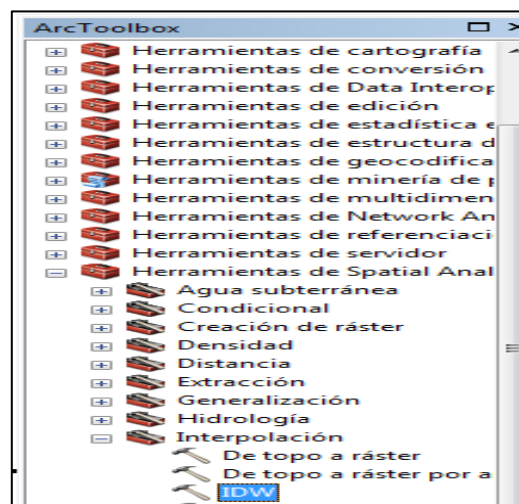 ArcToolbox
Herramientas de cartografía
Herramientas de conversión
Herramientas de Data Interop
Herramientas de edición
Herramientas de estadística e
Herramientas de estructura d
Herramientas de geocodifica
Herramientas de minería de p
Herramientas de multidimen
Herramientas de Network An
Herramientas de referenciaci
Herramientas de servidor
Herramientas de Spatial Anal
Agua subterránea
Condicional
Creación de ráster
Densidad
Distancia
Extracción
Generalización
Hidrología
Interpolación
De topo a ráster
De topo a ráster por a
IDW